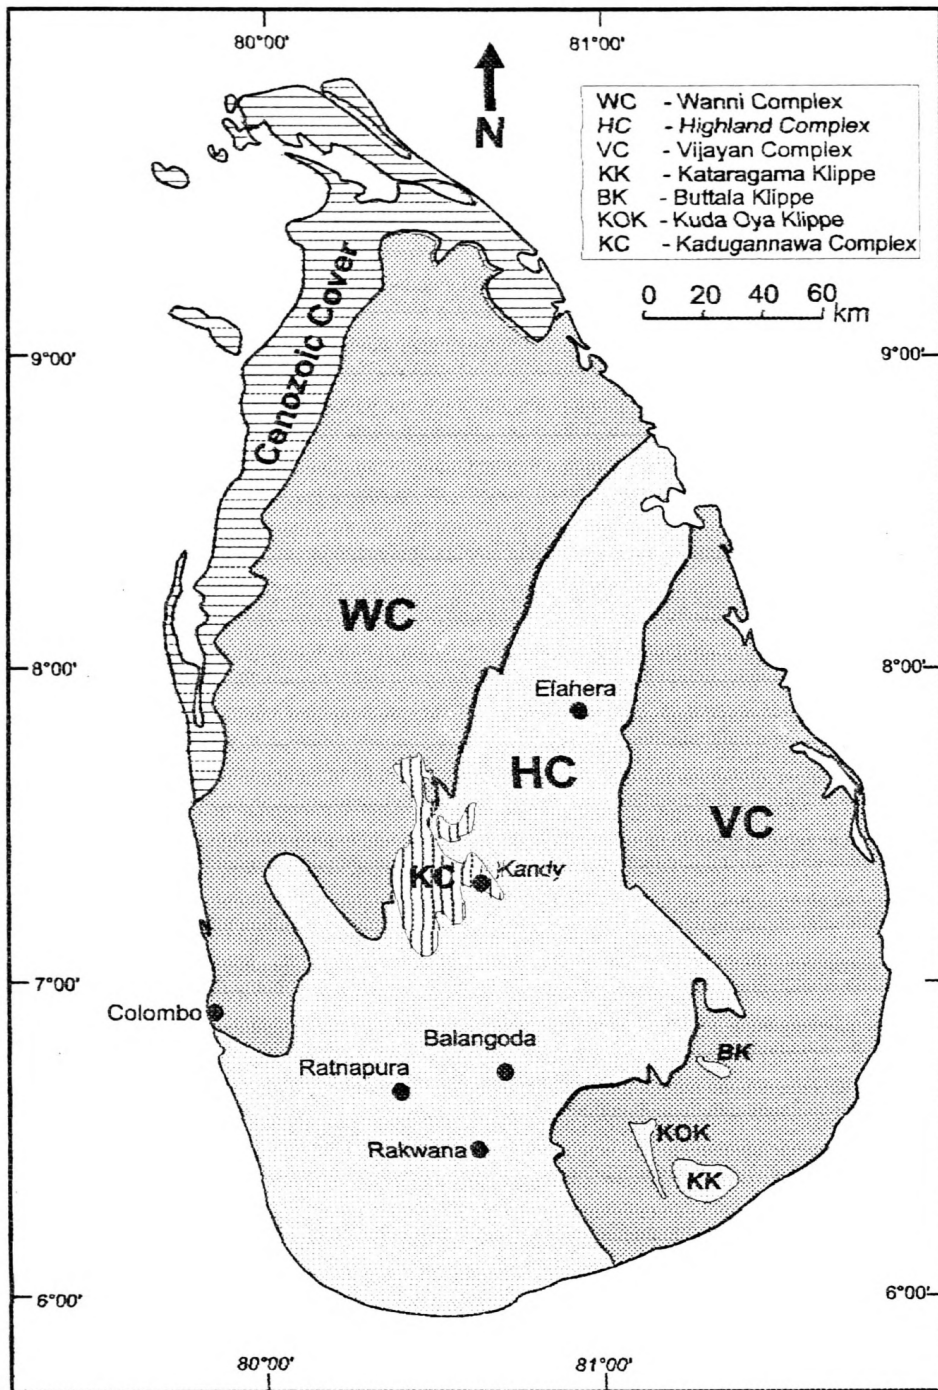 80°00'
81°00'
N
WC - Wanni Complex
HC - Highland Complex
VC - Vijayan Complex
KK - Kataragama Klippe
BK - Buttala Klippe
KOK - Kuda Oya Klippe
KC - Kadugannawa Complex
0 20 40 60
km
Cenozoic Cover
9°00'
9°00'
WC
8°00'
8°00'
Elahera
HC
VC
KC
Kandy
7°00'
7°00'
Colombo
Balangoda
BK
Ratnapura
KOK
Rakwana
KK
6°00'
6°00'
80°00'
81°00'